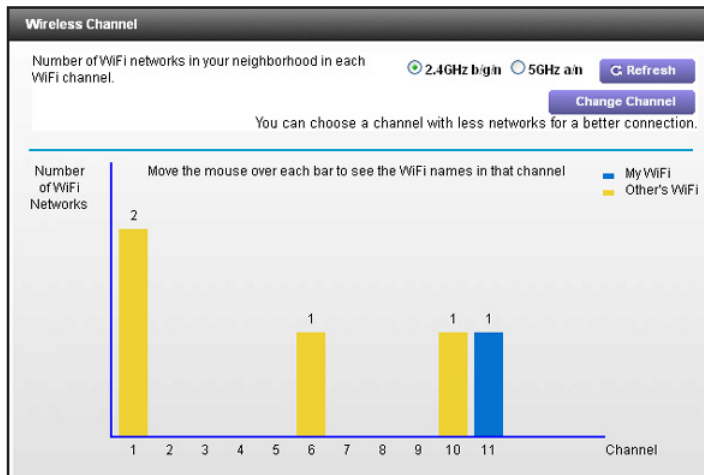 Wireless Channel
Number of WiFi networks in your neighborhood in each
WiFi channel.
2.4GHz b/g/n 5GHz a/n Refresh
Change Channel
You can choose a channel with less networks for a better connection.
Number
of WiFi
Networks
Move the mouse over each bar to see the WiFi names in that channel
My WiFi
Other's WiFi
2
1 1 1
1 2 3 4 5 6 7 8 9 10 11 Channel